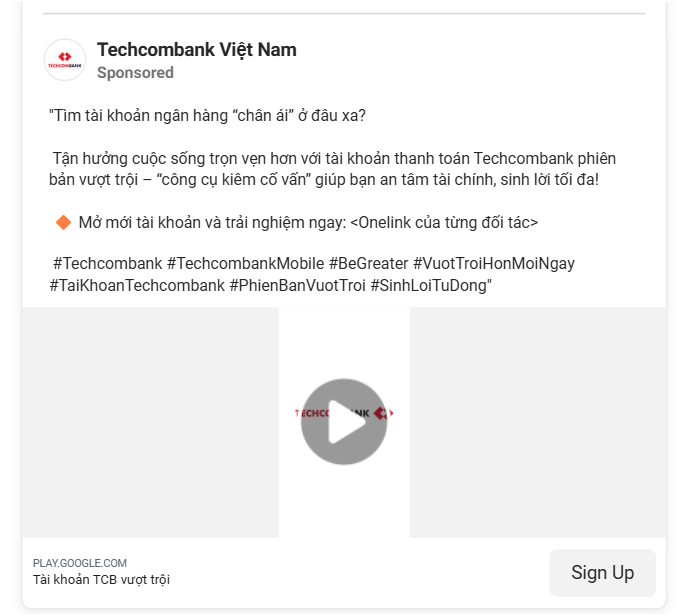 Techcombank Việt Nam
TECHCOMBANK
Sponsored
"Tìm tài khoản ngân hàng “chân ái” ở đâu xa?
Tận hưởng cuộc sống trọn vẹn hơn với tài khoản thanh toán Techcombank phiên
bản vượt trội – “công cụ kiêm cố vấn” giúp bạn an tâm tài chính, sinh lời tối đa!
Mở mới tài khoản và trải nghiệm ngay: <Onelink của từng đối tác>
#Techcombank #TechcombankMobile #BeGreater #VuotTroiHonMoiNgay
#TaiKhoanTechcombank #PhienBanVuotTroi #SinhLoiTuDong"
PLAY.GOOGLE.COM
Tài khoản TCB vượt trội
Sign Up